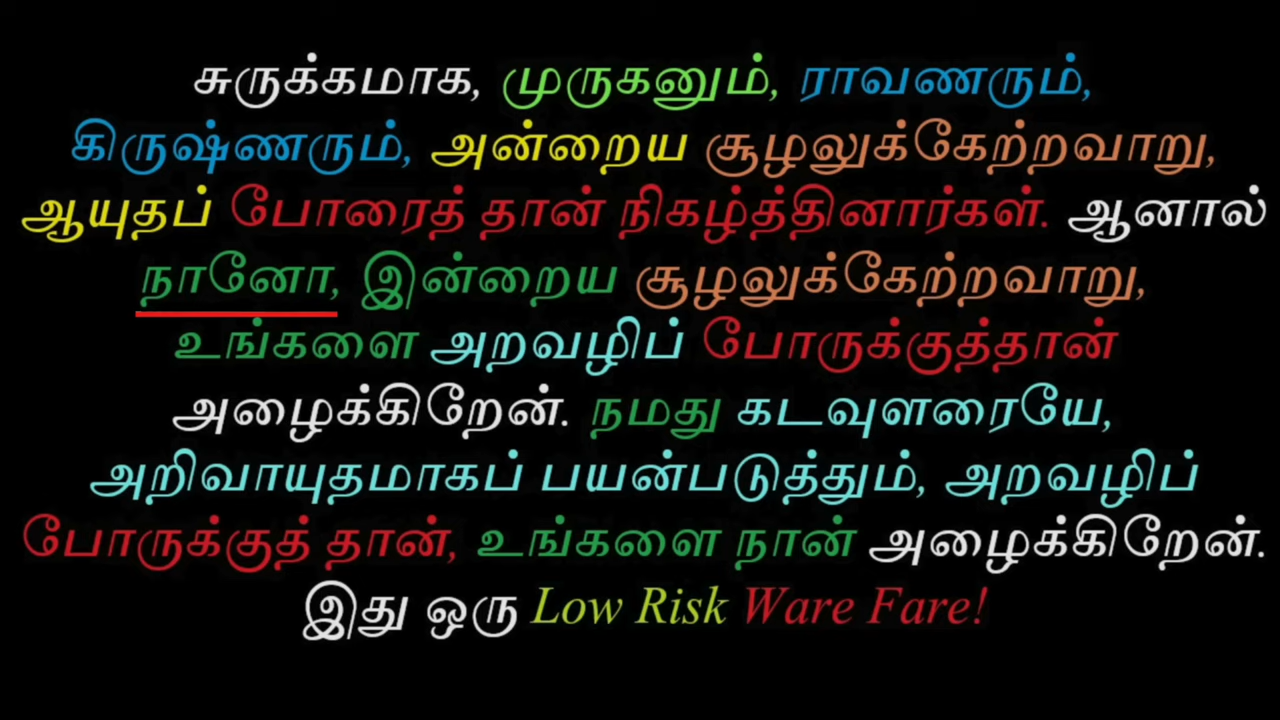 சுருக்கமாக, முருகனும், ராவணரும்,
கிருஷ்ணரும், அன்றைய சூழலுக்கேற்றவாறு,
ஆயுதப் போரைத் தான் நிகழ்த்தினார்கள். ஆனால்
நானோ, இன்றைய சூழலுக்கேற்றவாறு,
உங்களை அறவழிப் போருக்குத்தான்
அழைக்கிறேன். நமது கடவுளரையே,
அறிவாயுதமாகப் பயன்படுத்தும், அறவழிப்
போருக்குத் தான், உங்களை நான் அழைக்கிறேன்.
இது ஒரு Low Risk Ware Fare!